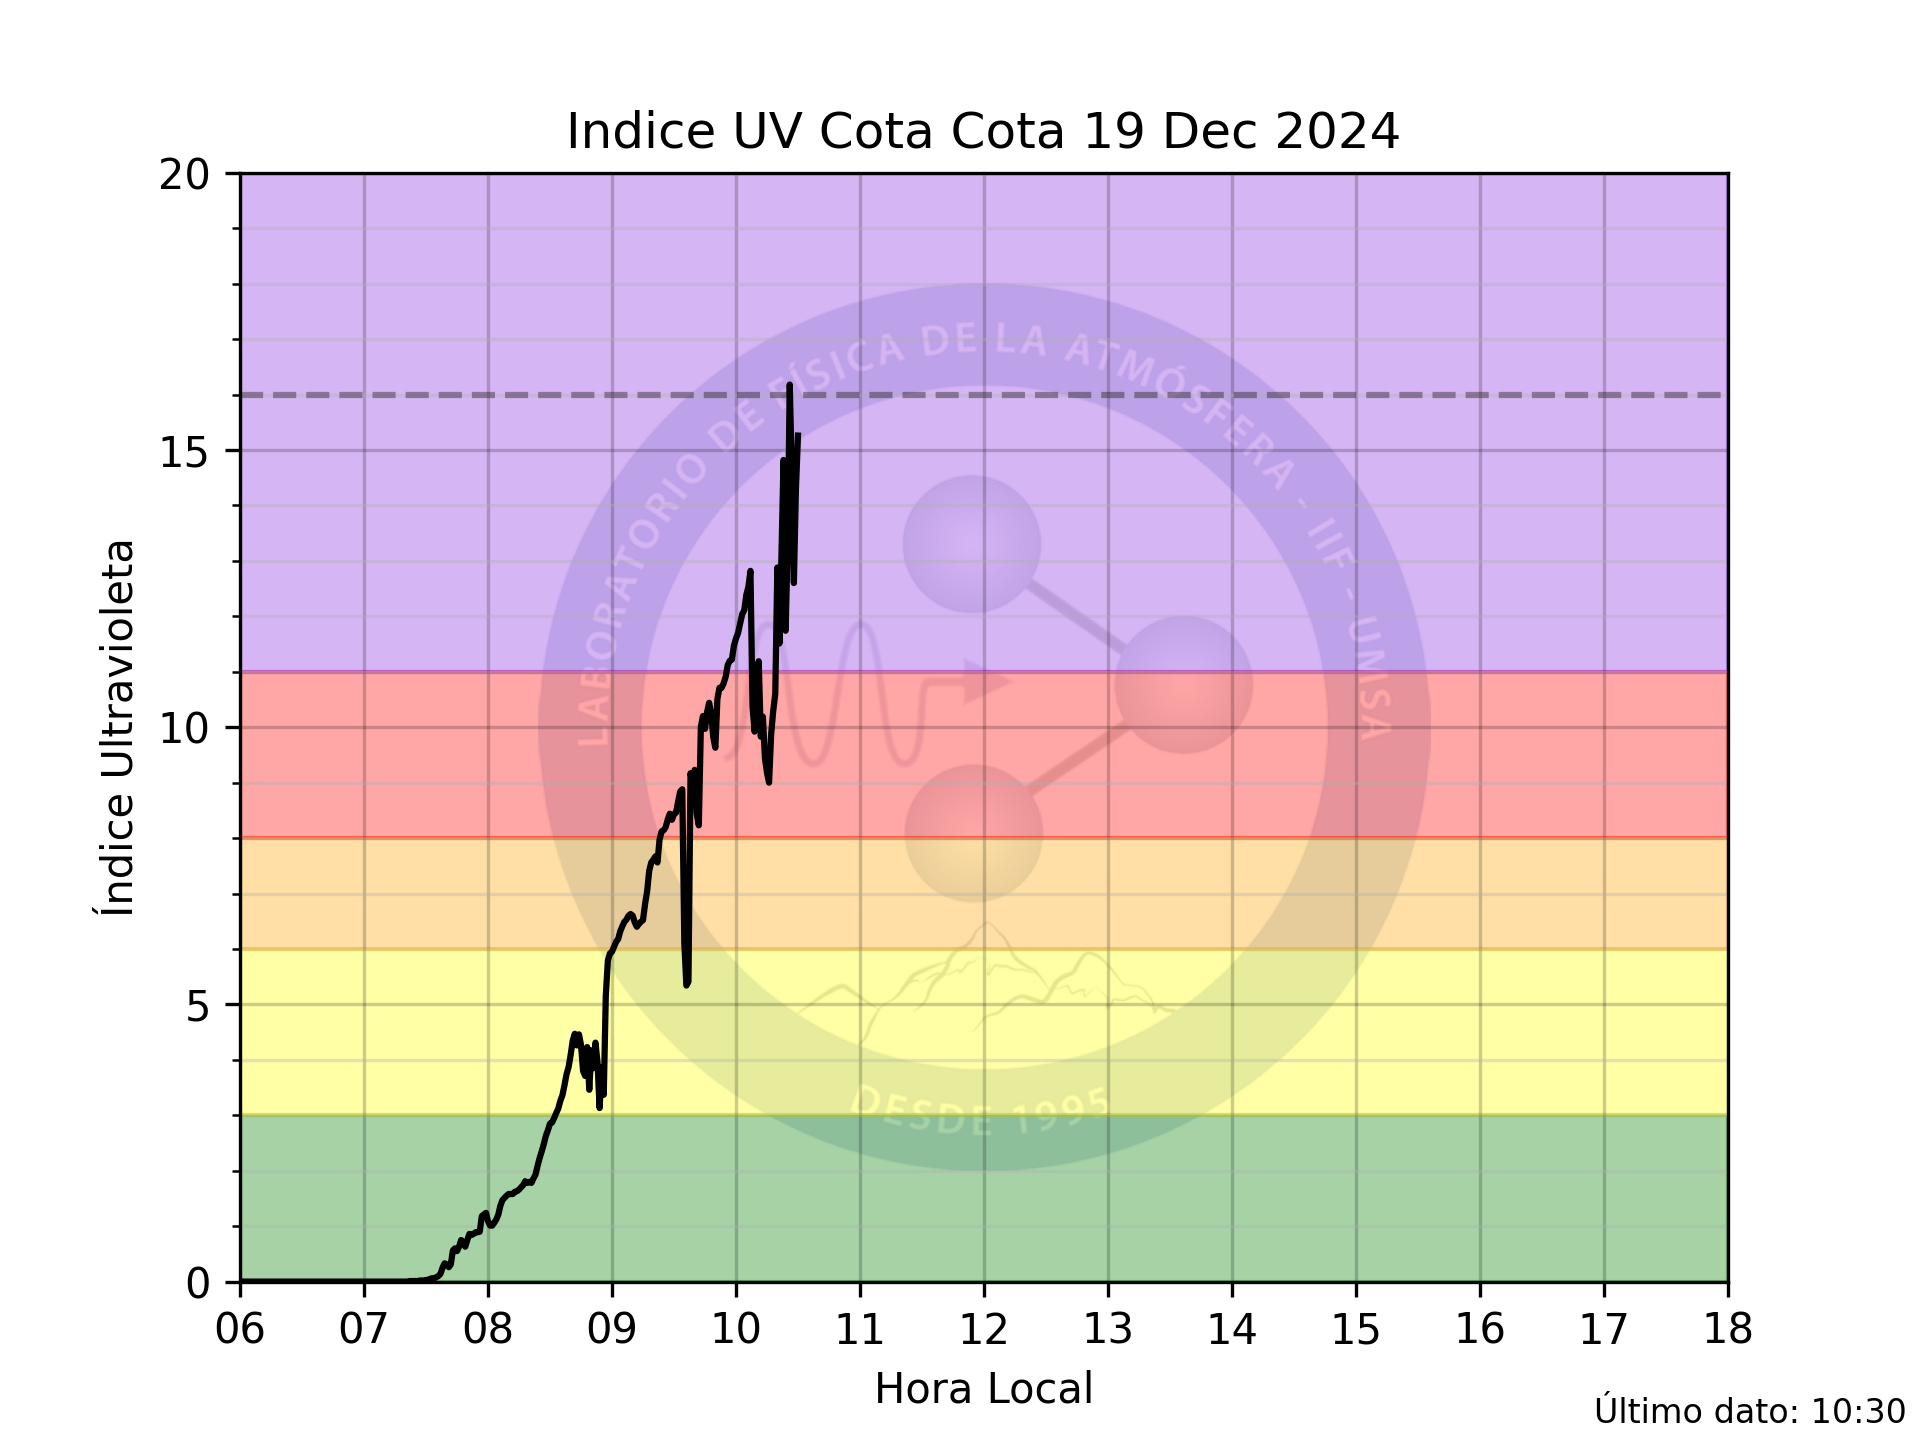 Indice UV Cota Cota 19 Dec 2024
20
15
10
5
0
Índice Ultravioleta
LABORATORIO DE FÍSICA DE LA ATMÓSFERA - IIF - UMSA
DESDE 1995
06 07 08 09 10 11 12 13 14 15 16 17 18
Hora Local
Último dato: 10:30